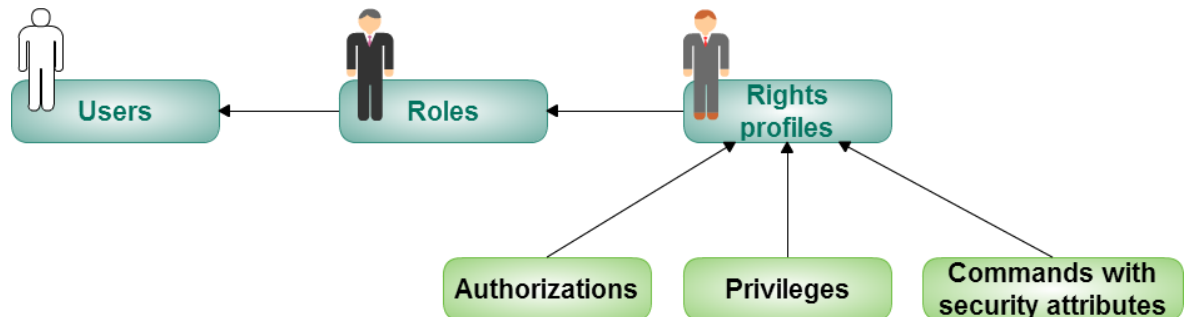 Users
Roles
Rights
profiles
Authorizations
Privileges
Commands with
security attributes